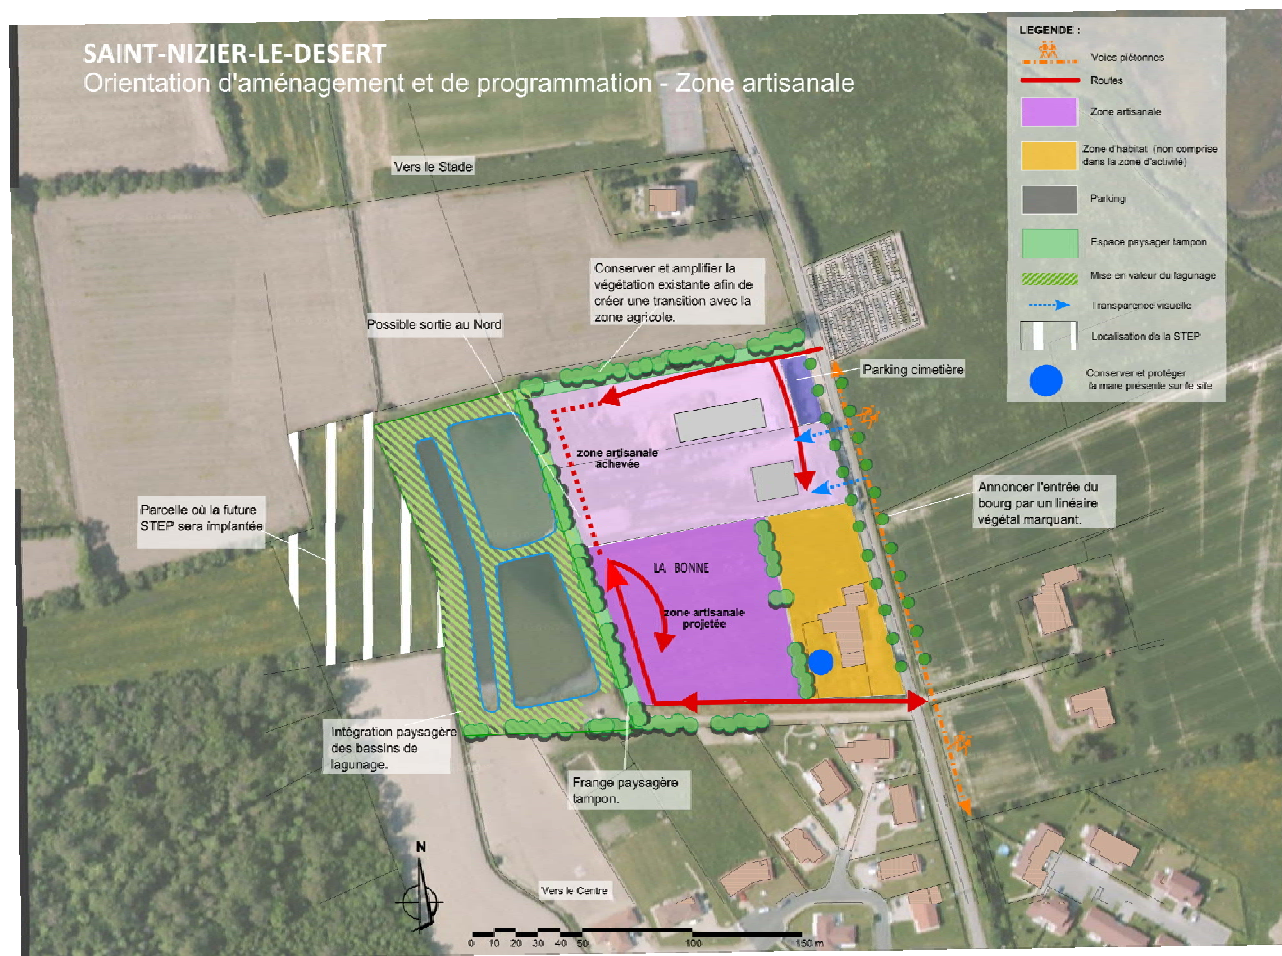 SAINT-NIZIER-LE-DESERT
Orientation d'aménagement et de programmation - Zone artisanale
LEGENDE :
Voies piétonnes
Routes
Zone artisanale
Zone d'habitat (non comprise
dans la zone d'activité)
Parking
Espace paysager tampon
Mise en valeur du lagunage
Transparence visuelle
Localisation de la STEP
Conserver et protéger
la mare présente sur le site
Vers le Stade
Conserver et amplifier la
végétation existante afin de
créer une transition avec la
zone agricole.
Possible sortie au Nord
Parking cimetière
zone artisanale
achevée
Annoncer l'entrée du
bourg par un linéaire
végétal marquant.
Parcelle où la future
STEP sera implantée
LA BONNE
zone artisanale
projetée
Intégration paysagère
des bassins de
lagunage.
Frange paysagère
tampon.
N
Vers le Centre
0 10 20 30 40 50 100 150 m